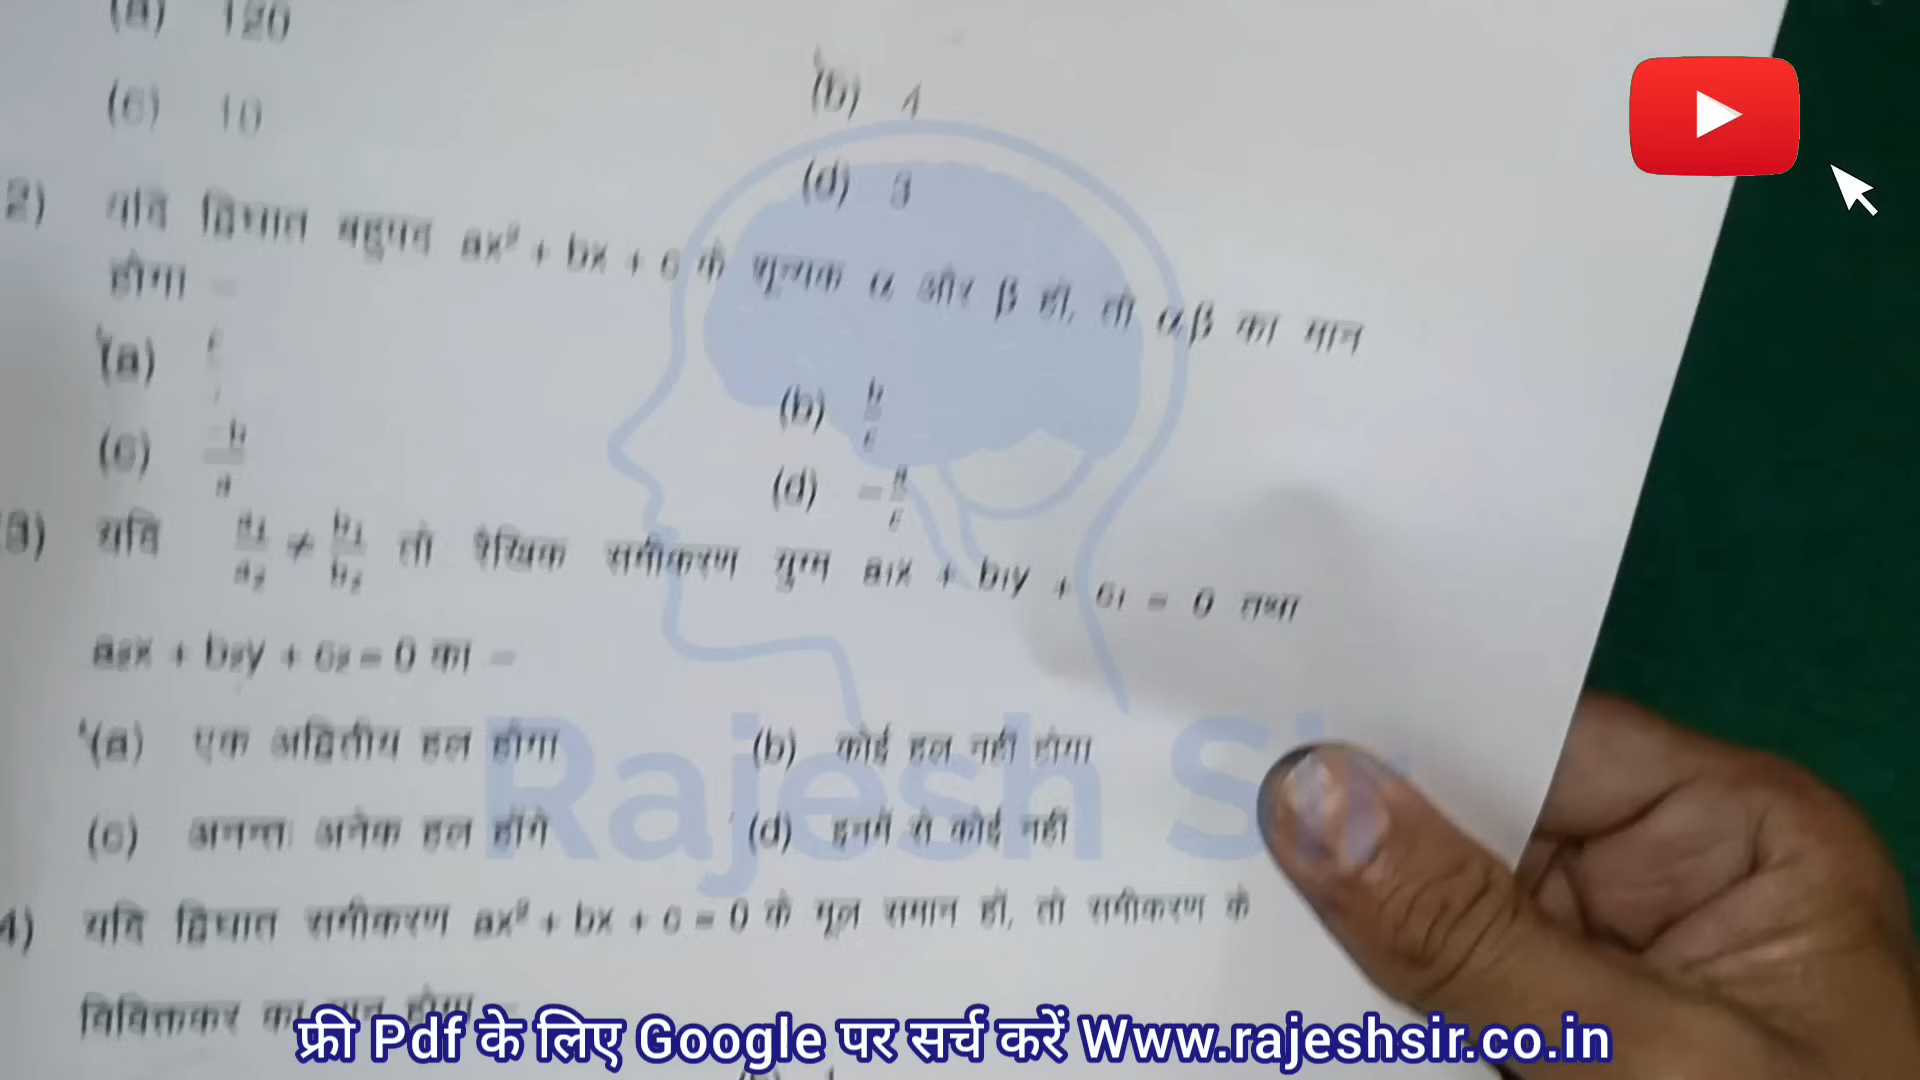 (a) 120
(b) 4
(c) 10
(d) 3
2) यदि द्विघात बहुपद ax² + bx + c के शून्यक α और β हों, तो αβ का मान
होगा –
(a)
(b) b/c
(c) -b/a
(d) -a/c
3) यदि a₁/a₂ ≠ b₁/b₂ तो रैखिक समीकरण युग्म a₁x + b₁y + c₁ = 0 तथा
a₂x + b₂y + c₂ = 0 का –
(a) एक अद्वितीय हल होगा
(b) कोई हल नहीं होगा
(c) अनन्तः अनेक हल होंगे
(d) इनमें से कोई नहीं
4) यदि द्विघात समीकरण ax² + bx + c = 0 के मूल समान हों, तो समीकरण के
विविक्तकर का मान होगा
Rajesh Sir
फ्री Pdf के लिए Google पर सर्च करें Www.rajeshsir.co.in